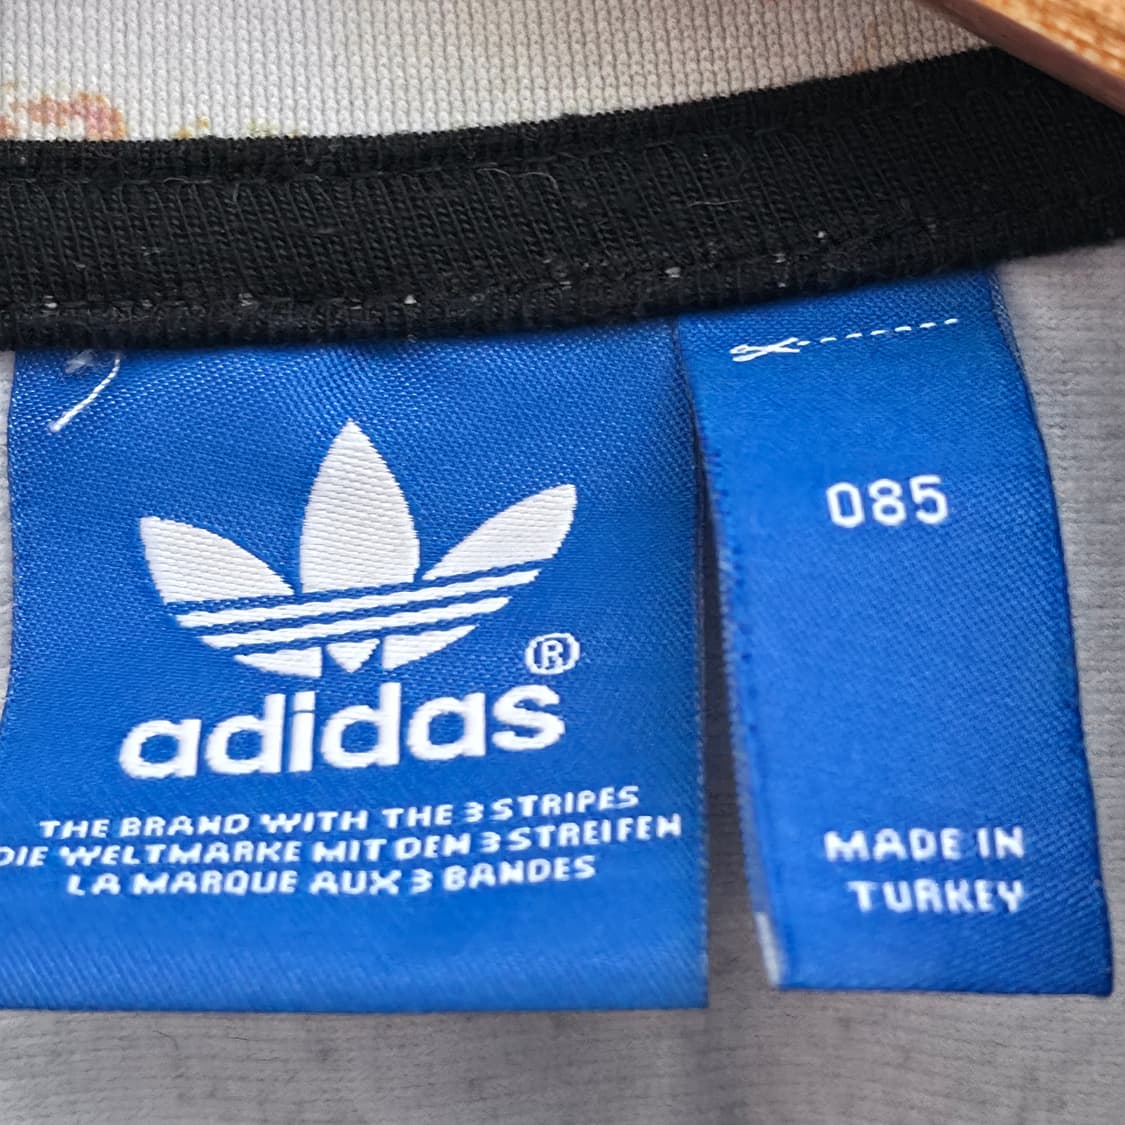 ®
adidas
THE BRAND WITH THE 3 STRIPES
DIE WELTMARKE MIT DEN 3 STREIFEN
LA MARQUE AUX 3 BANDES
085
MADE IN
TURKEY